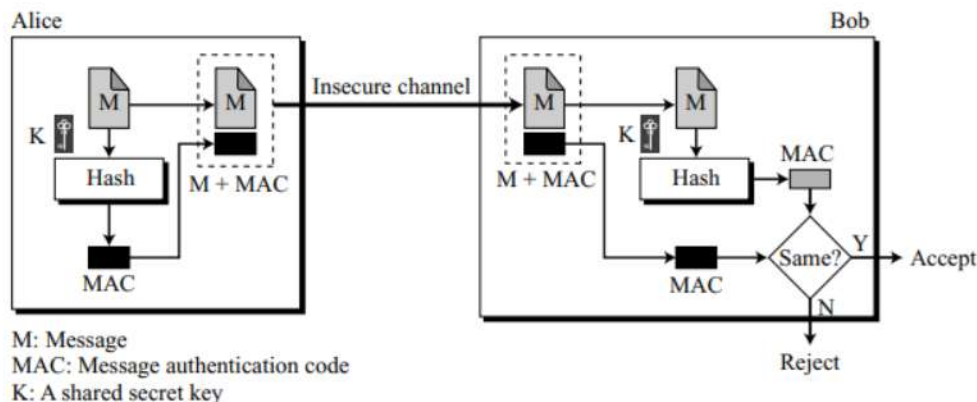 Alice
Bob
M
M
Insecure channel
M
M
K
K
MAC
Hash
M + MAC
M + MAC
Hash
Same?
Y
Accept
MAC
MAC
N
Reject
M: Message
MAC: Message authentication code
K: A shared secret key